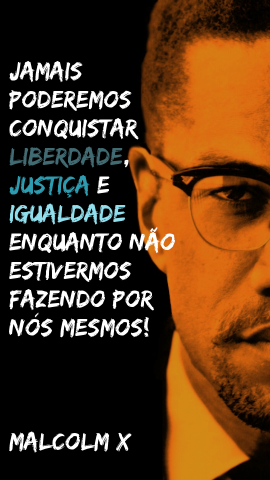 JAMAIS
PODEREMOS
CONQUISTAR
LIBERDADE,
JUSTIÇA E
IGUALDADE
ENQUANTO NÃO
ESTIVERMOS
FAZENDO POR
NÓS MESMOS!
MALCOLM X